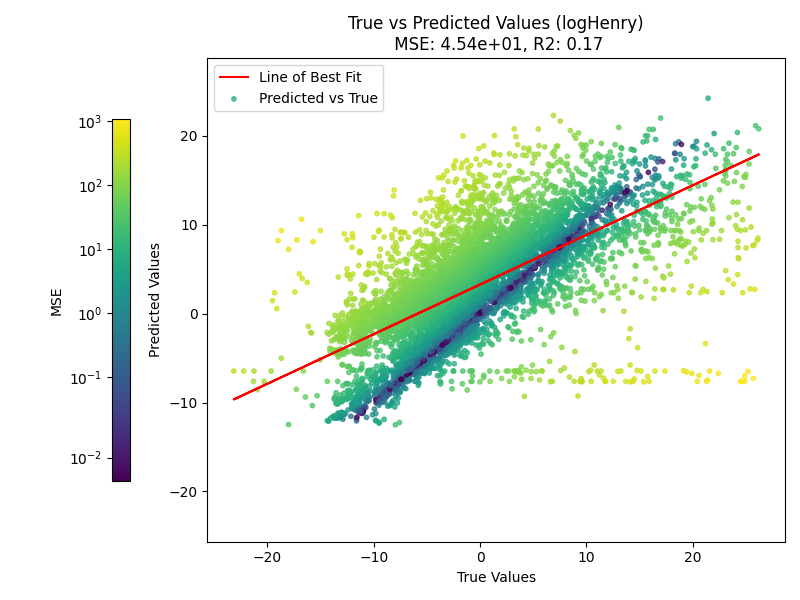 True vs Predicted Values (logHenry)
MSE: 4.54e+01, R2: 0.17
Line of Best Fit
Predicted vs True
10³
10²
10¹
10⁰
10⁻¹
10⁻²
MSE
Predicted Values
20
10
0
−10
−20
−20 −10 0 10 20
True Values